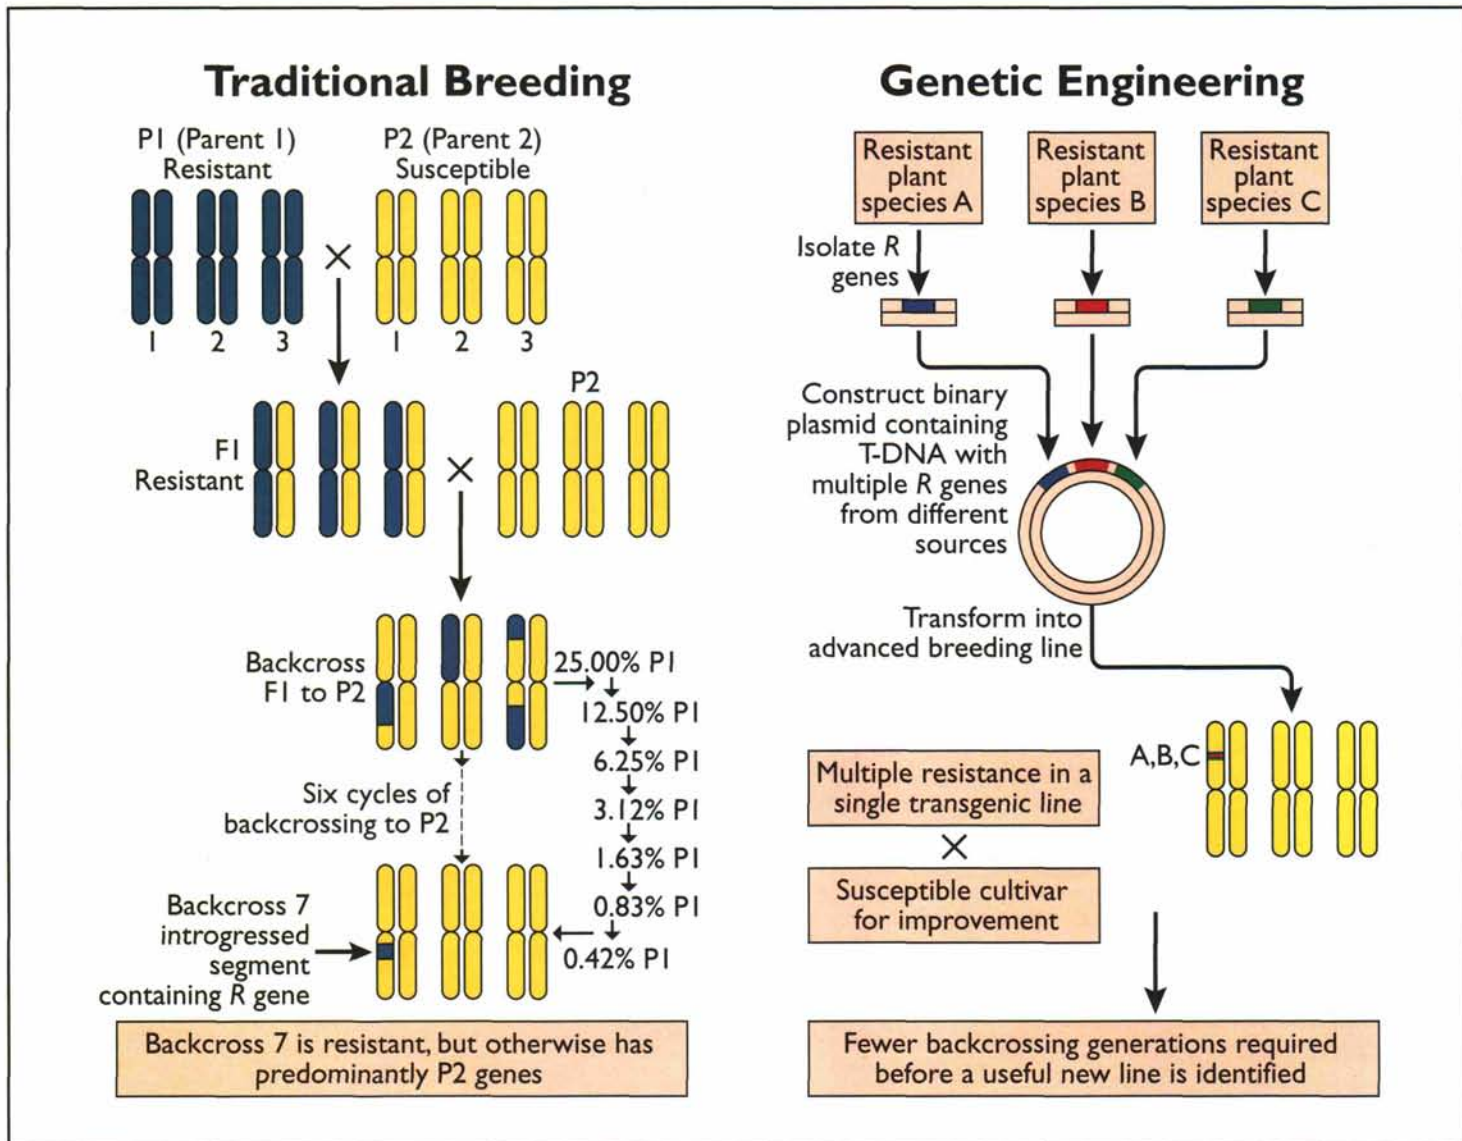 Traditional Breeding
P1 (Parent 1)
Resistant
P2 (Parent 2)
Susceptible
1 2 3
1 2 3
F1
Resistant
P2
Backcross
F1 to P2
25.00% P1
12.50% P1
6.25% P1
3.12% P1
1.63% P1
0.83% P1
0.42% P1
Six cycles of
backcrossing to P2
Backcross 7
introgressed
segment
containing R gene
Backcross 7 is resistant, but otherwise has
predominantly P2 genes
Genetic Engineering
Resistant
plant
species A
Resistant
plant
species B
Resistant
plant
species C
Isolate R
genes
Construct binary
plasmid containing
T-DNA with
multiple R genes
from different
sources
Transform into
advanced breeding line
A,B,C
Multiple resistance in a
single transgenic line
Susceptible cultivar
for improvement
Fewer backcrossing generations required
before a useful new line is identified